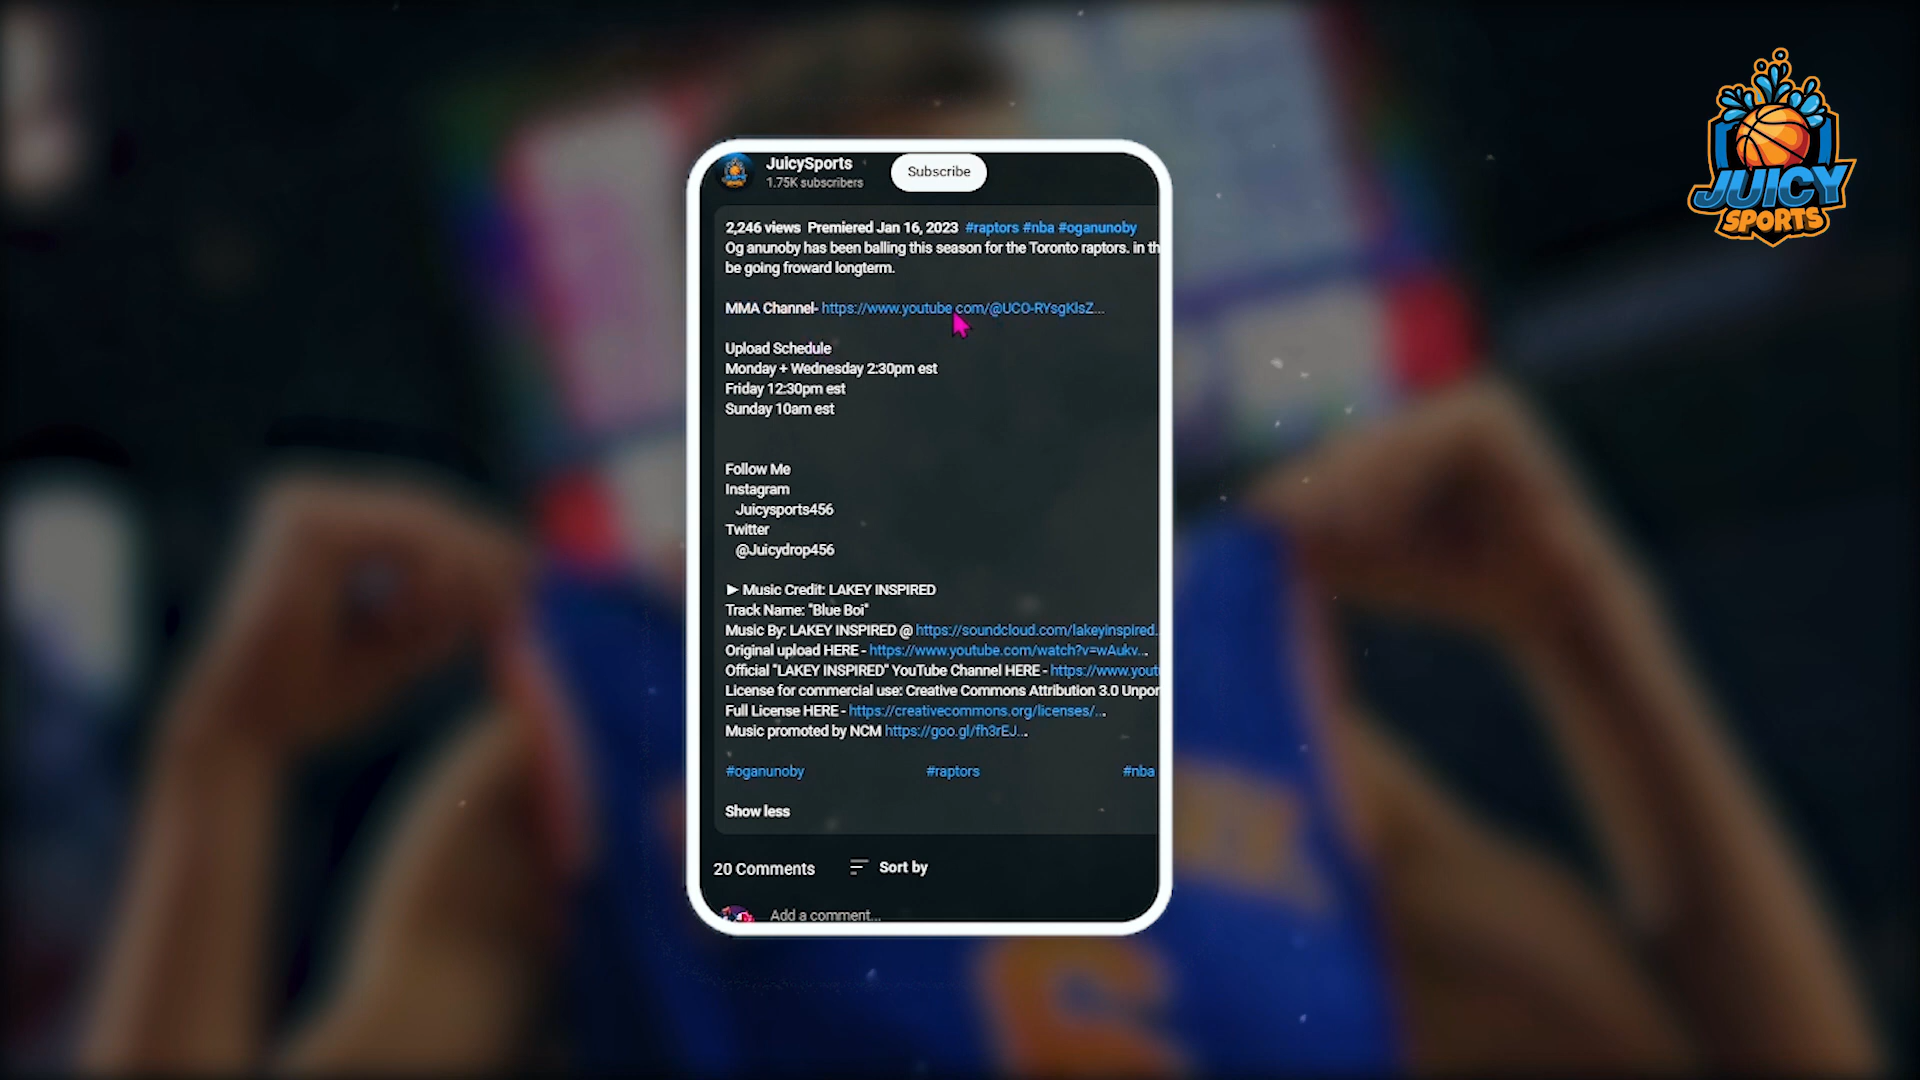 JUICY
SPORTS
JuicySports
1.75K subscribers
Subscribe
2,246 views Premiered Jan 16, 2023 #raptors #nba #oganunoby
Og anunoby has been balling this season for the Toronto raptors. in th
be going froward longterm.
MMA Channel- https://www.youtube.com/@UCO-RYsgKlsZ...
Upload Schedule
Monday + Wednesday 2:30pm est
Friday 12:30pm est
Sunday 10am est
Follow Me
Instagram
Juicysports456
Twitter
@Juicydrop456
► Music Credit: LAKEY INSPIRED
Track Name: "Blue Boi"
Music By: LAKEY INSPIRED @ https://soundcloud.com/lakeyinspired.
Original upload HERE - https://www.youtube.com/watch?v=wAukv...
Official "LAKEY INSPIRED" YouTube Channel HERE - https://www.yout
License for commercial use: Creative Commons Attribution 3.0 Unpor
Full License HERE - https://creativecommons.org/licenses/...
Music promoted by NCM https://goo.gl/fh3rEJ...
#oganunoby #raptors #nba
Show less
20 Comments Sort by
Add a comment...